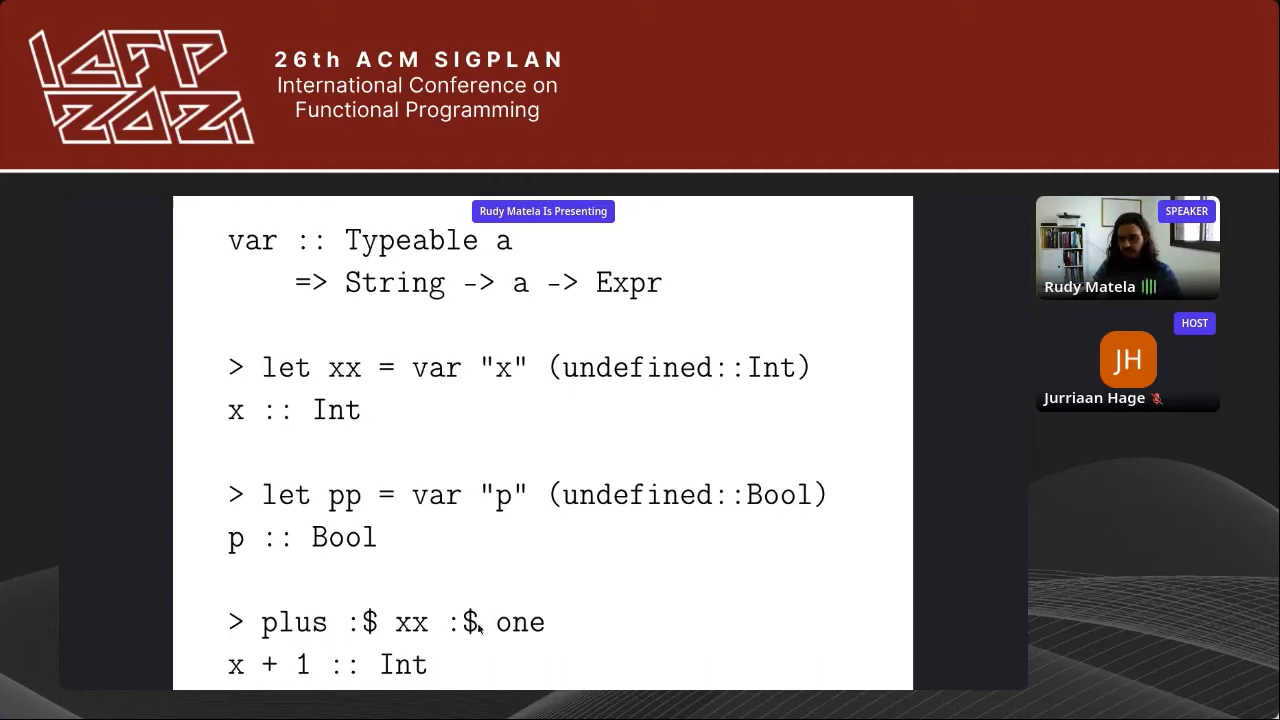 ICFP
2021
26th ACM SIGPLAN
International Conference on
Functional Programming
Rudy Matela Is Presenting
var :: Typeable a
=> String -> a -> Expr
> let xx = var "x" (undefined::Int)
x :: Int
> let pp = var "p" (undefined::Bool)
p :: Bool
> plus :$ xx :$ one
x + 1 :: Int
SPEAKER
Rudy Matela
HOST
JH
Jurriaan Hage